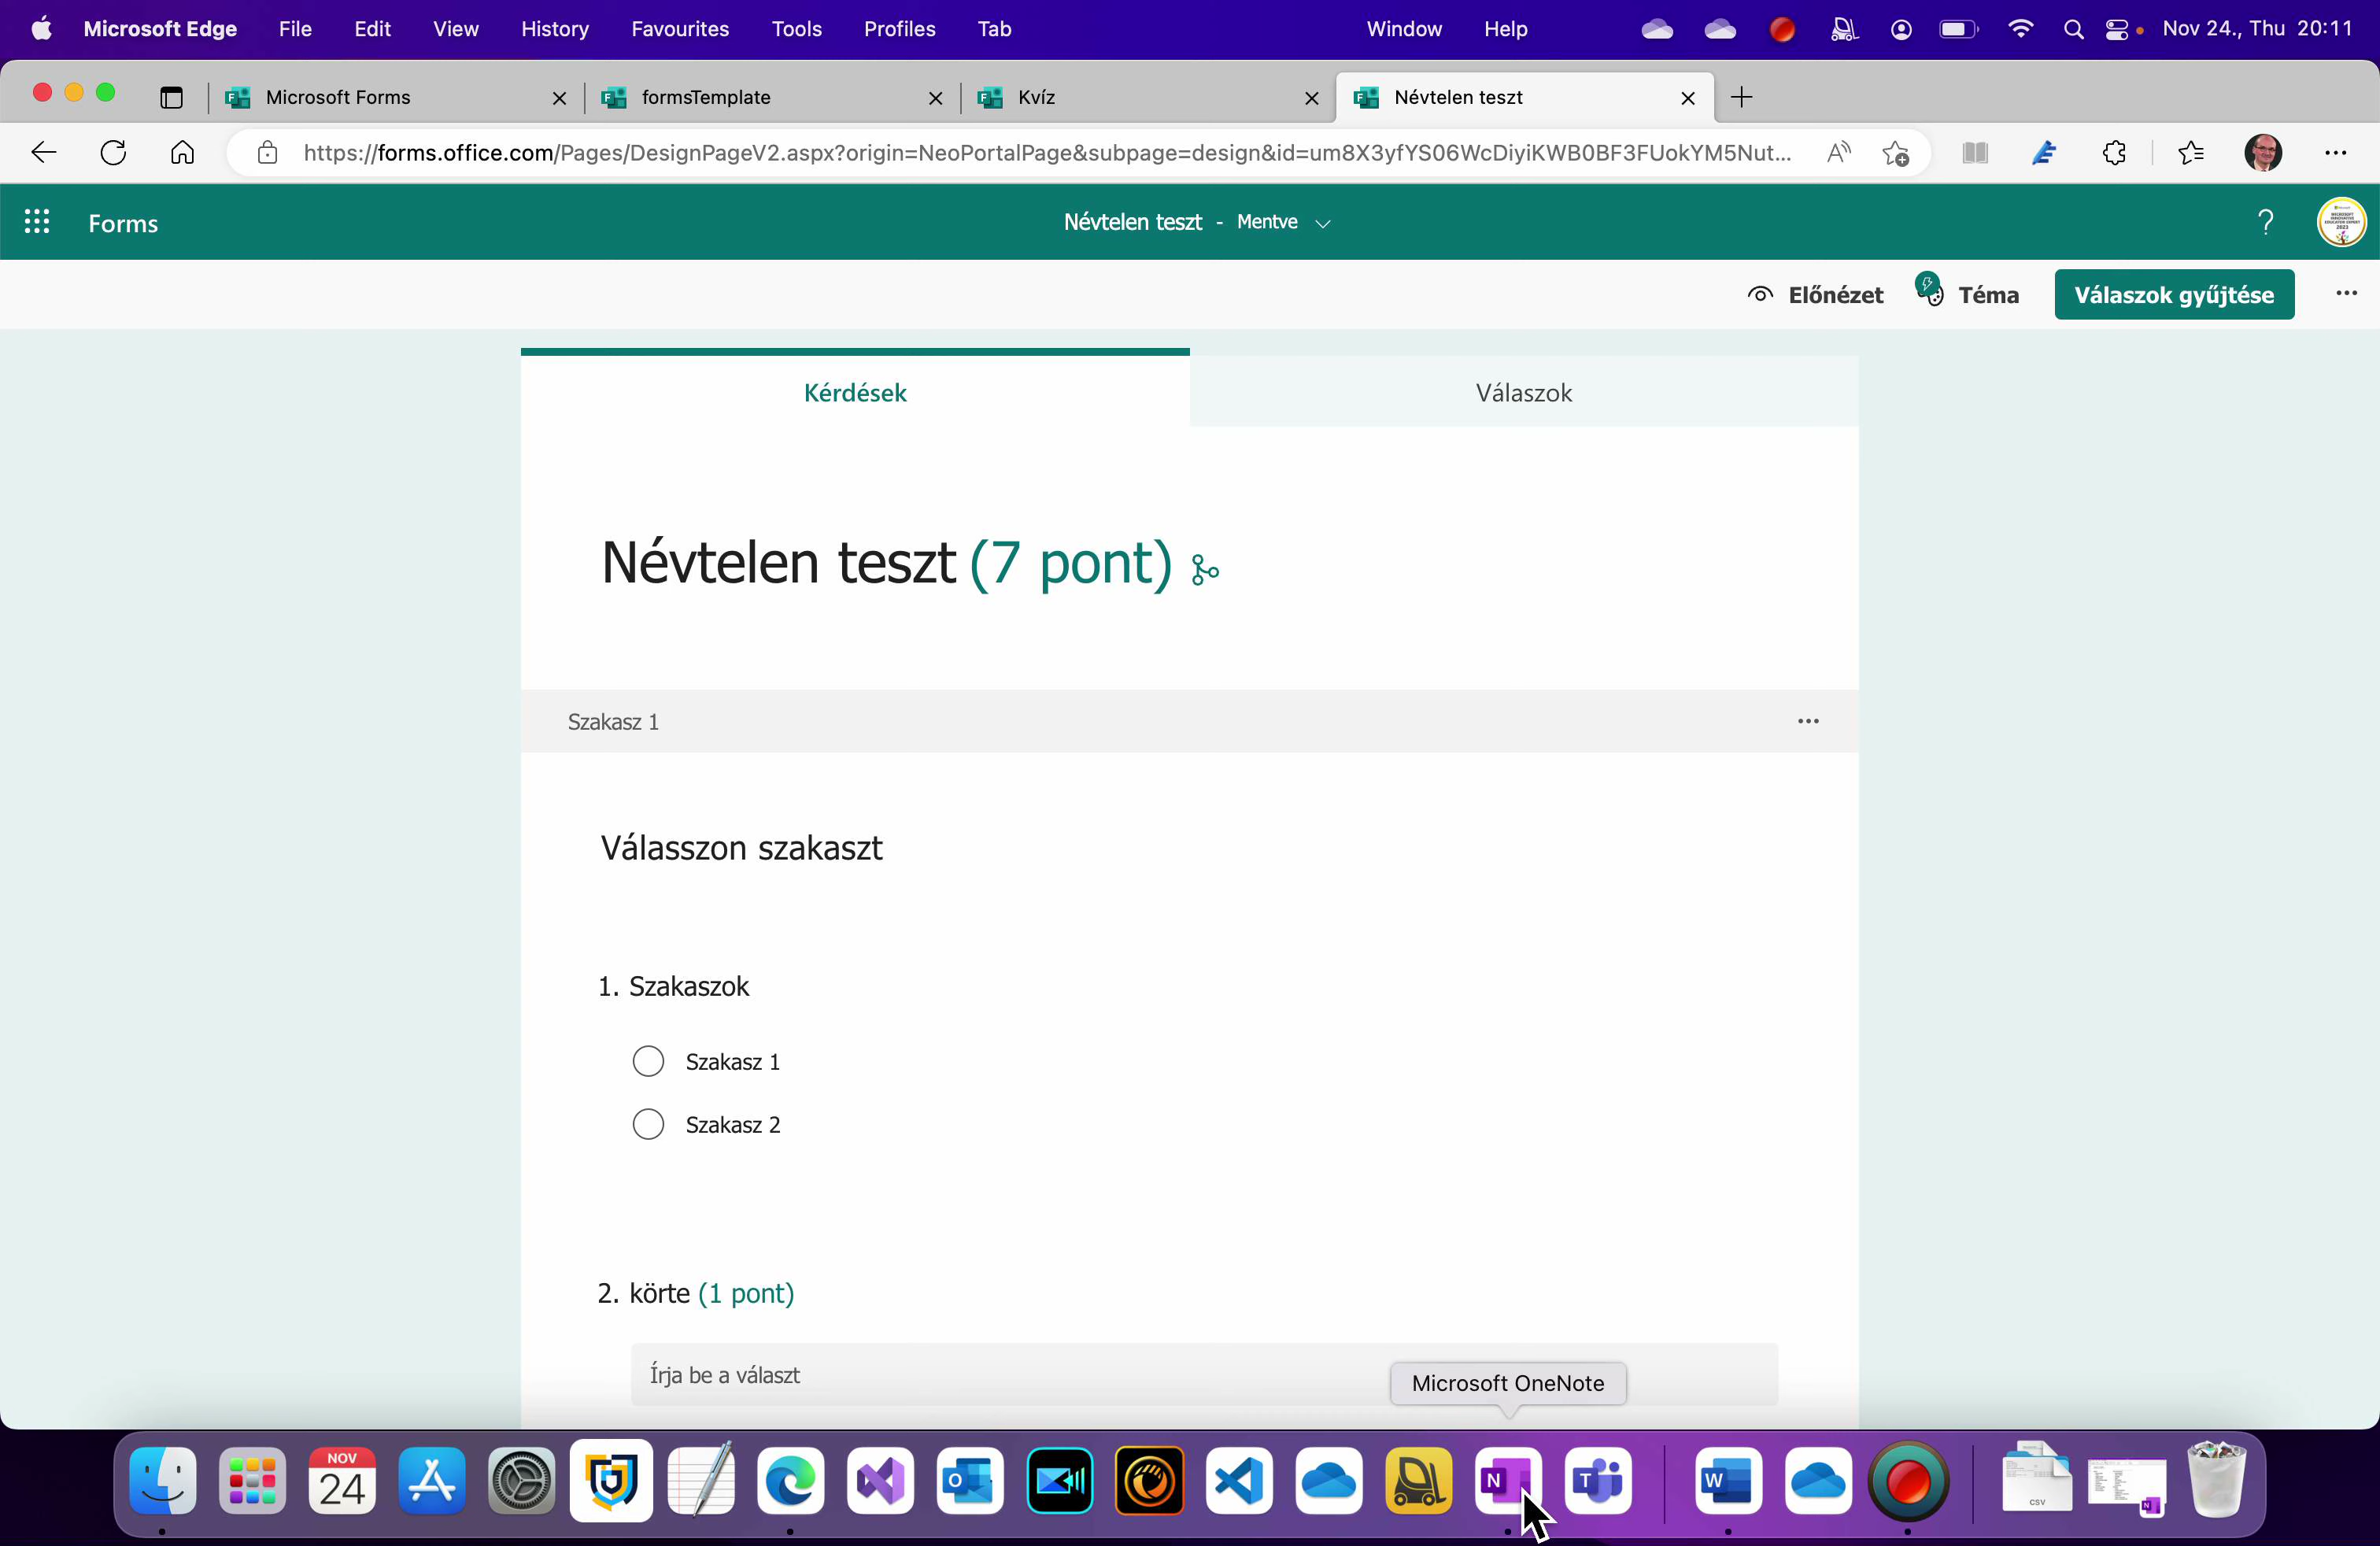 Microsoft Edge File Edit View History Favourites Tools Profiles Tab Window Help Nov 24., Thu 20:11
Microsoft Forms formsTemplate Kvíz Névtelen teszt
https://forms.office.com/Pages/DesignPageV2.aspx?origin=NeoPortalPage&subpage=design&id=um8X3yfYS06WcDiyiKWB0BF3FUokYM5Nut...
Forms Névtelen teszt - Mentve ?
Előnézet Téma Válaszok gyűjtése
Kérdések Válaszok
Névtelen teszt (7 pont)
Szakasz 1
Válasszon szakaszt
1. Szakaszok
Szakasz 1
Szakasz 2
2. körte (1 pont)
Írja be a választ
Microsoft OneNote
NOV
24
CSV